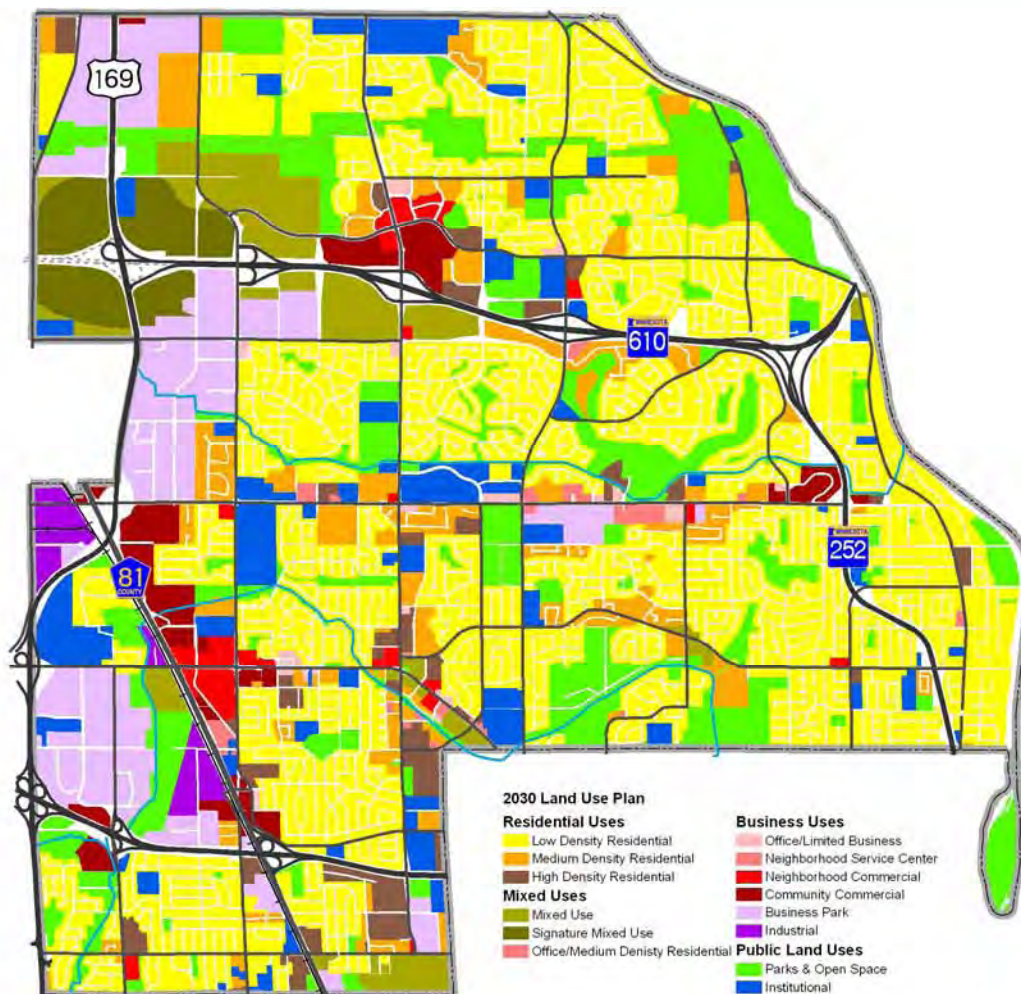 169
MINNESOTA
610
MINNESOTA
252
81
COUNTY
2030 Land Use Plan
Residential Uses
Low Density Residential
Medium Density Residential
High Density Residential
Mixed Uses
Mixed Use
Signature Mixed Use
Office/Medium Denisty Residential
Business Uses
Office/Limited Business
Neighborhood Service Center
Neighborhood Commercial
Community Commercial
Business Park
Industrial
Public Land Uses
Parks & Open Space
Institutional